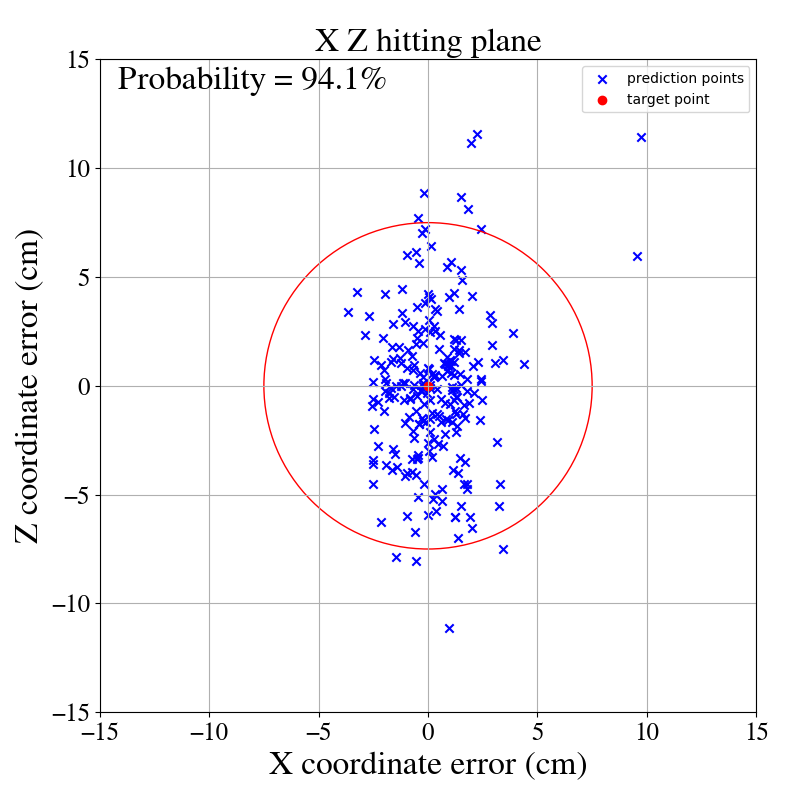 X Z hitting plane
Probability = 94.1%
prediction points
target point
Z coordinate error (cm)
15
10
5
0
−5
−10
−15
−15 −10 −5 0 5 10 15
X coordinate error (cm)